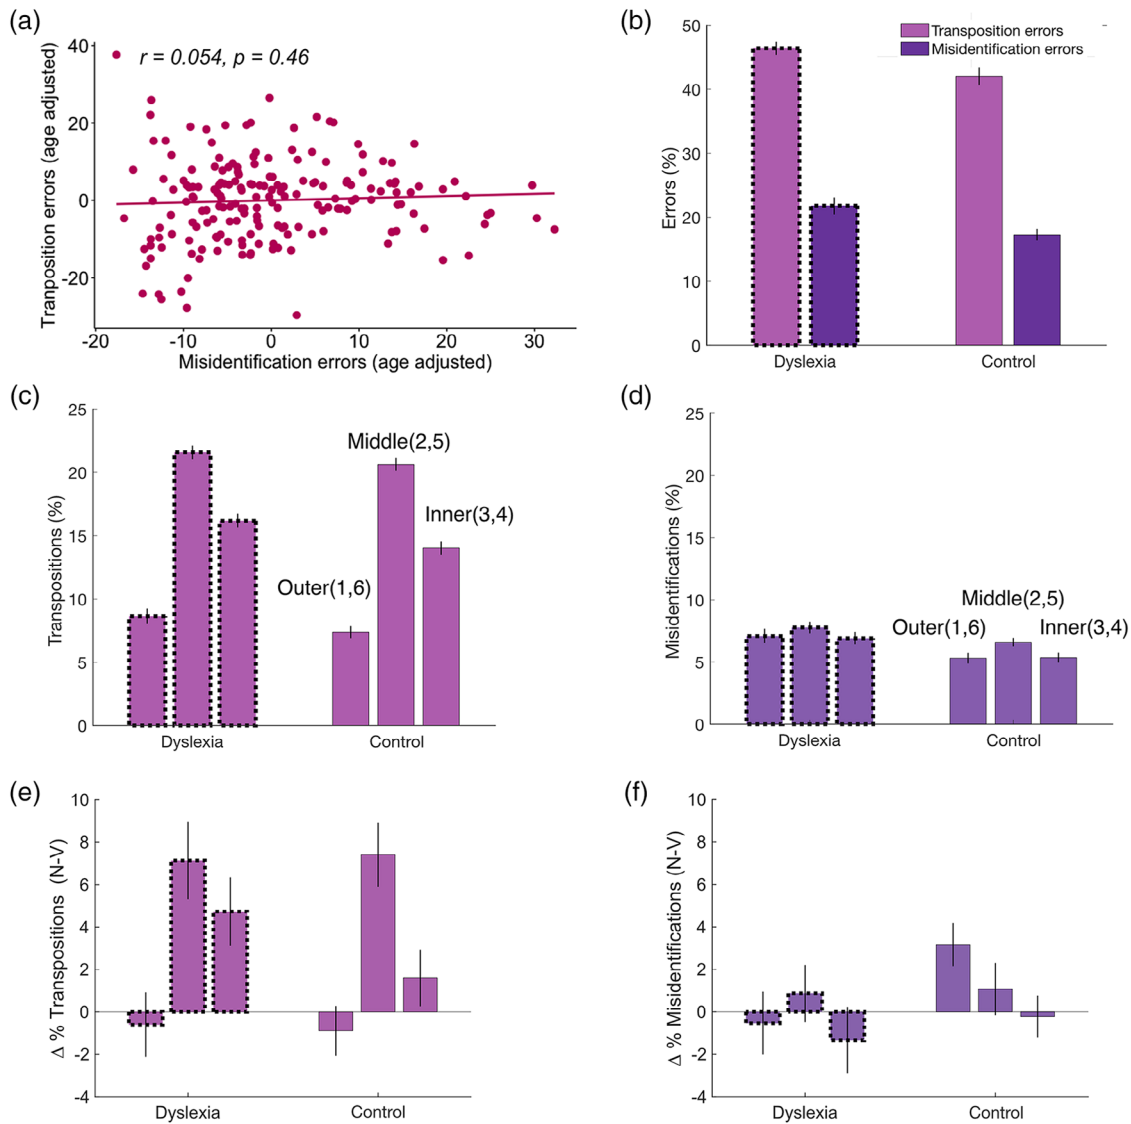 (a)
r = 0.054, p = 0.46
Tranposition errors (age adjusted)
40
20
0
-20
-20
-10
0
10
20
30
Misidentification errors (age adjusted)
(b)
Transposition errors
Misidentification errors
Errors (%)
50
40
30
20
10
0
Dyslexia
Control
(c)
Transpositions (%)
25
20
15
10
5
0
Middle(2,5)
Inner(3,4)
Outer(1,6)
Dyslexia
Control
(d)
Misidentifications (%)
25
20
15
10
5
0
Middle(2,5)
Outer(1,6)
Inner(3,4)
Dyslexia
Control
(e)
Δ % Transpositions (N-V)
10
8
6
4
2
0
-2
-4
Dyslexia
Control
(f)
Δ % Misidentifications (N-V)
10
8
6
4
2
0
-2
-4
Dyslexia
Control